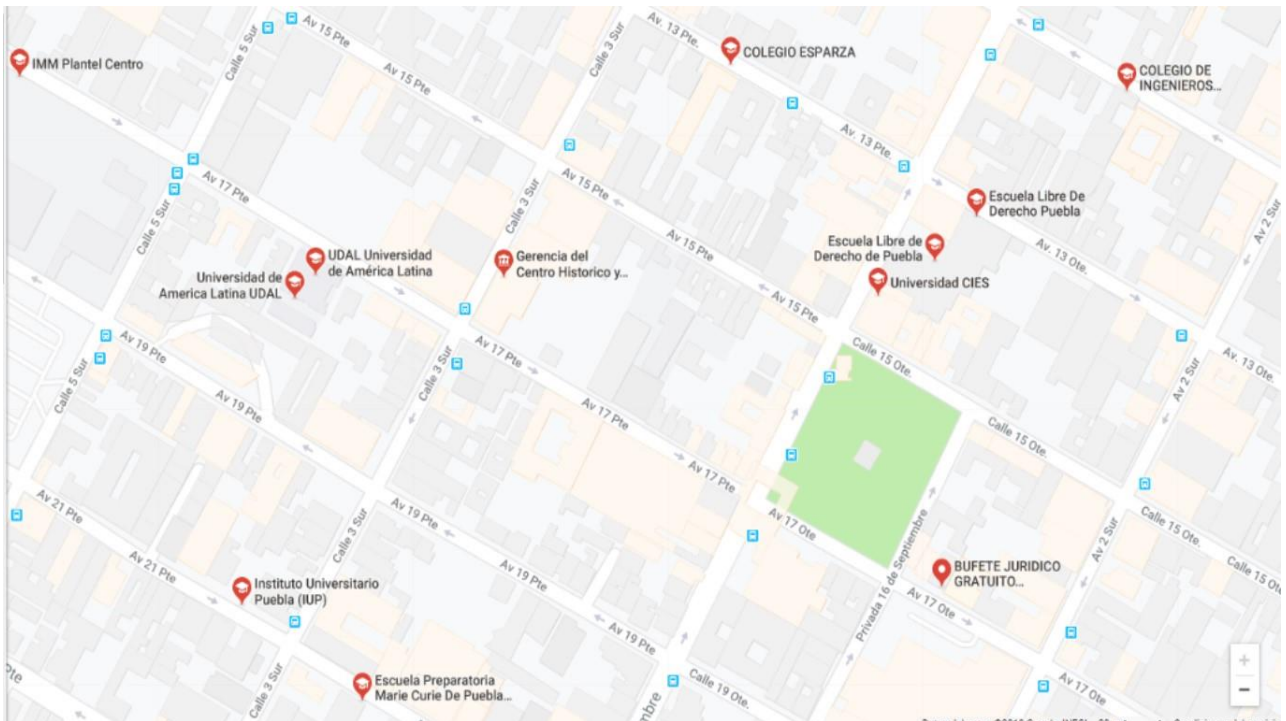 Av 15 Pte
Calle 5 Sur
IMM Plantel Centro
Av 15 Pte
Calle 3 Sur
Av. 13 Pte.
COLEGIO ESPARZA
COLEGIO DE
INGENIEROS...
Av. 13 Pte.
Av 17 Pte
Calle 5 Sur
Calle 3 Sur
Av 15 Pte
Escuela Libre De
Derecho Puebla
Av 2 Sur
UDAL Universidad
de América Latina
Universidad de
America Latina UDAL
Gerencia del
Centro Historico y...
Av 15 Pte
Escuela Libre de
Derecho de Puebla
Universidad CIES
Av. 13 Ote.
Av 15 Pte
Av 19 Pte
Calle 5 Sur
Av 17 Pte
Calle 3 Sur
Calle 15 Ote.
Av. 13 Ote.
Av 2 Sur
Av 19 Pte
Av 17 Pte
Calle 15 Ote.
Av 17 Pte
Av 21 Pte
Av 19 Pte
Calle 3 Sur
Av 17 Ote
Privada 16 de Septiembre
Av 2 Sur
Calle 15 Ote.
Av 21 Pte
Av 19 Pte
Calle 15 Ote
BUFETE JURIDICO
GRATUITO...
Instituto Universitario
Puebla (IUP)
Av 17 Ote
Av 19 Pte
Av 17 Ote
Pte
Calle 3 Sur
Escuela Preparatoria
Marie Curie De Puebla...
Calle 19 Ote.